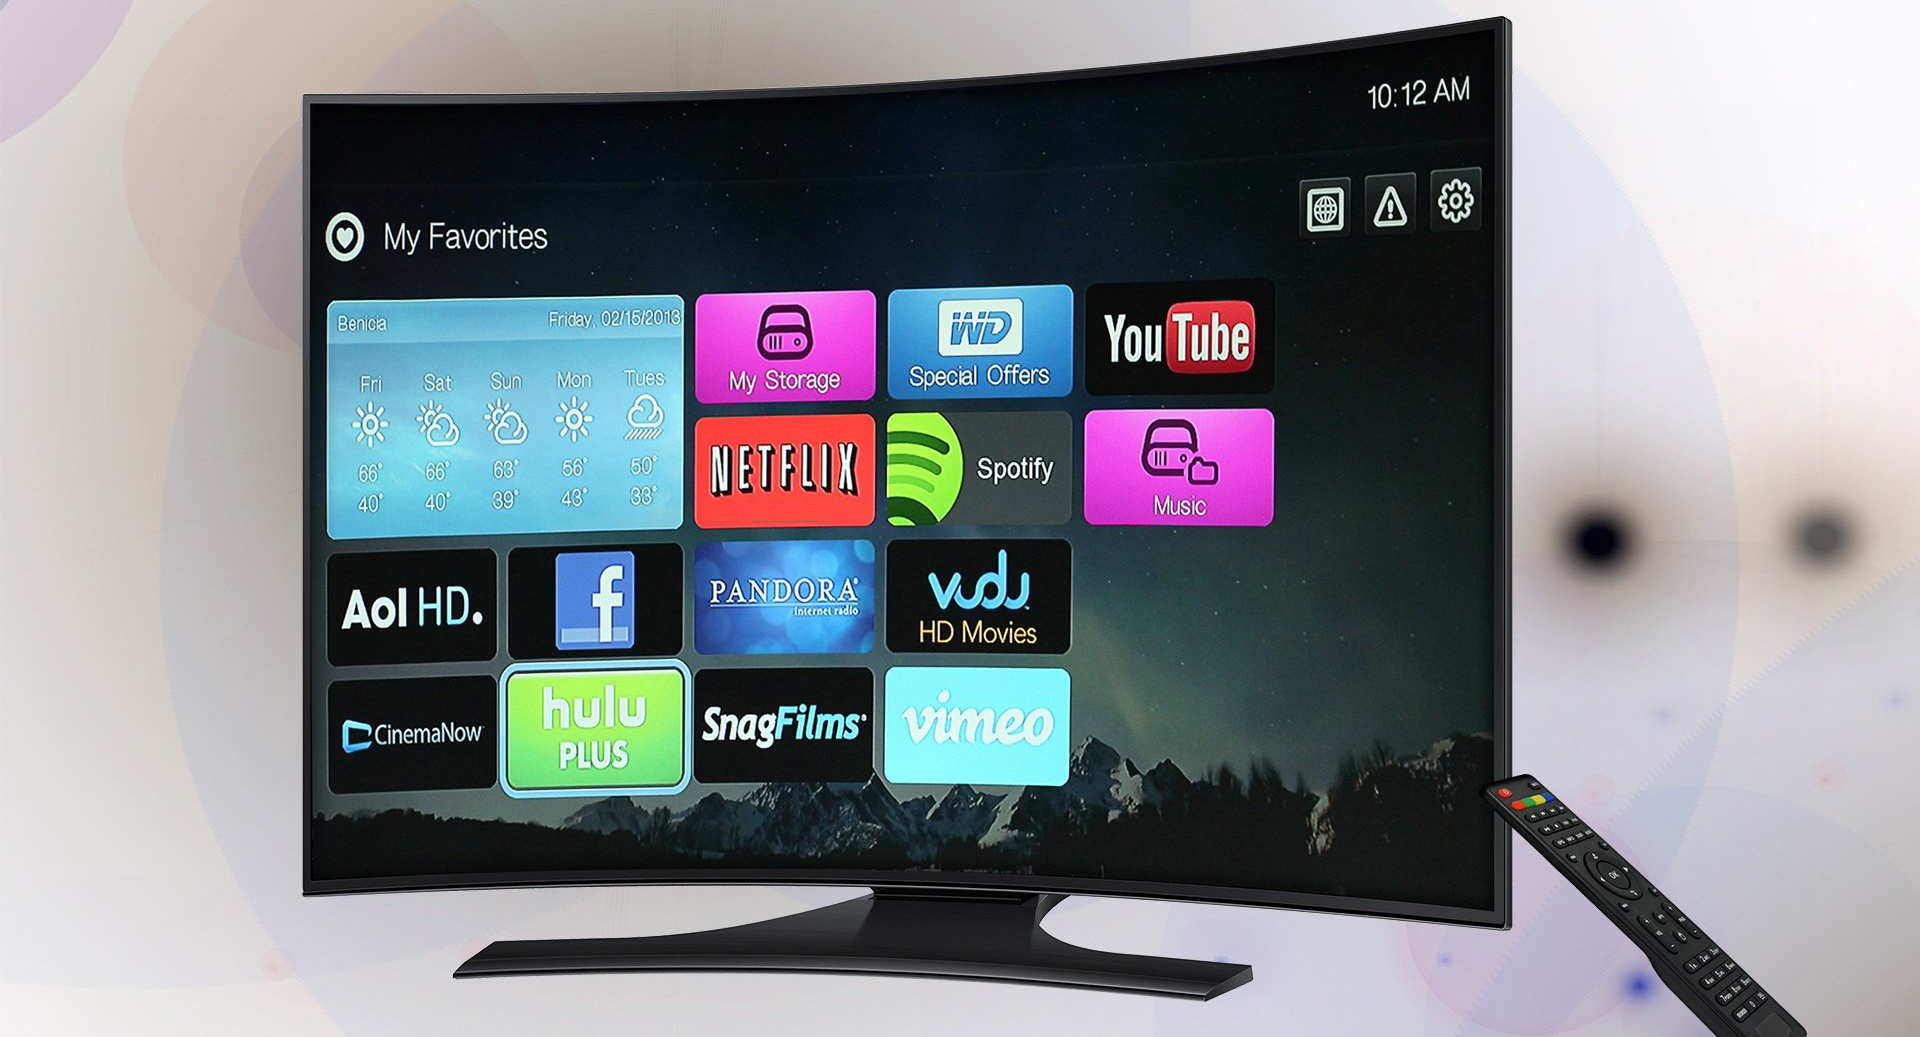 10:12 AM
My Favorites
Benicia
Friday, 02/15/2013
Fri Sat Sun Mon Tues
66° 66° 63° 56° 50°
40° 40° 39° 43° 33°
My Storage
WD
Special Offers
YouTube
NETFLIX
Spotify
Music
Aol HD.
f
PANDORA®
internet radio
vudu
HD Movies
CinemaNow
hulu
PLUS
SnagFilms
vimeo
OK